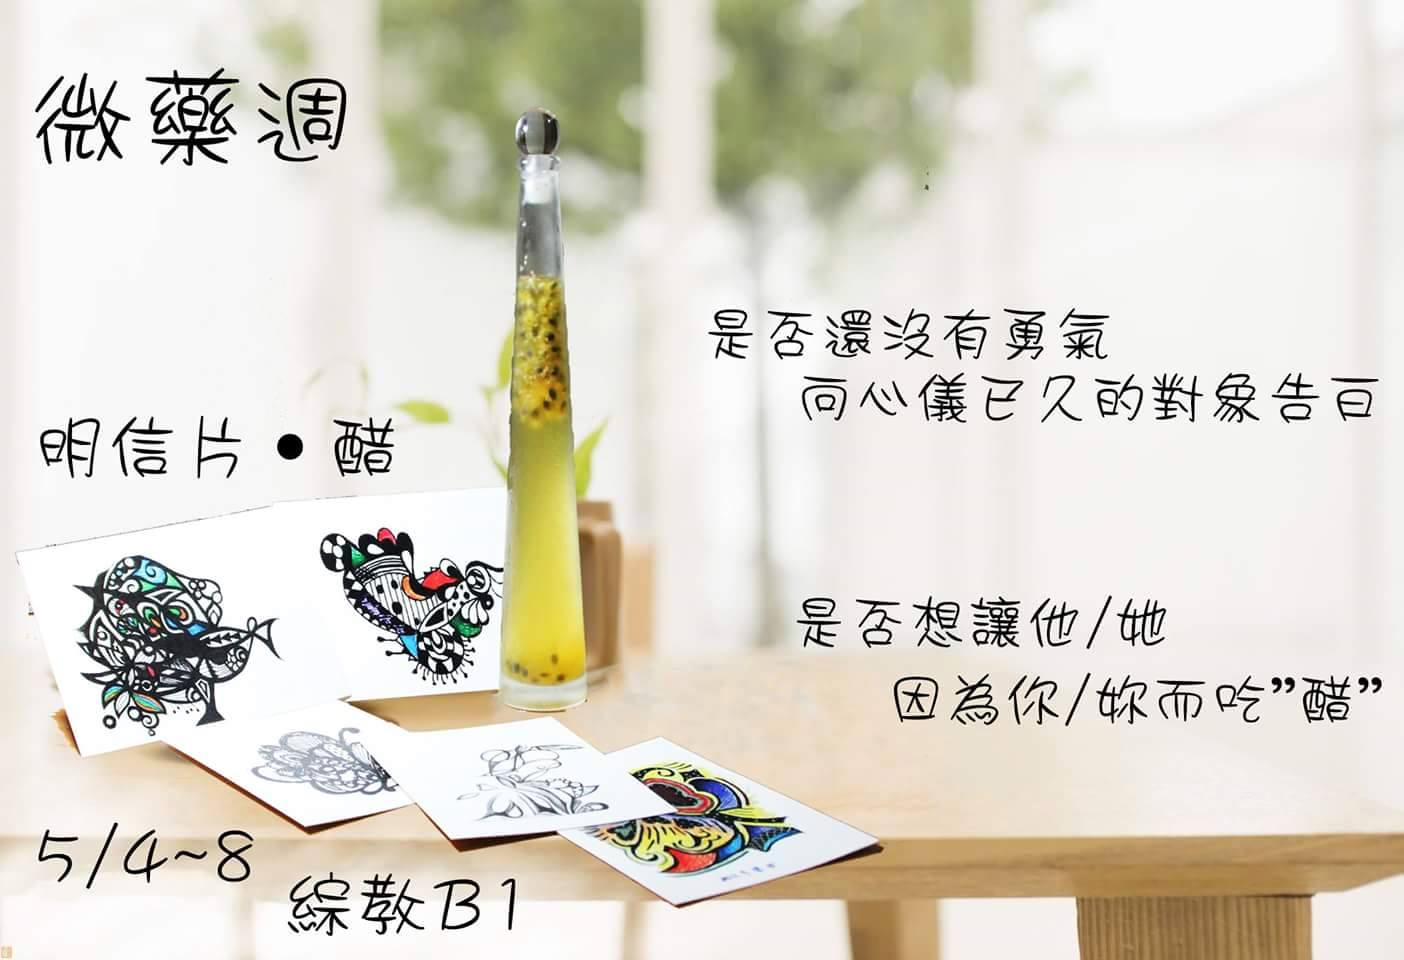 微藥週
明信片•醋
是否還沒有勇氣
向心儀已久的對象告白
是否想讓他/她
因為你/妳而吃”醋”
5/4~8
綜教B1